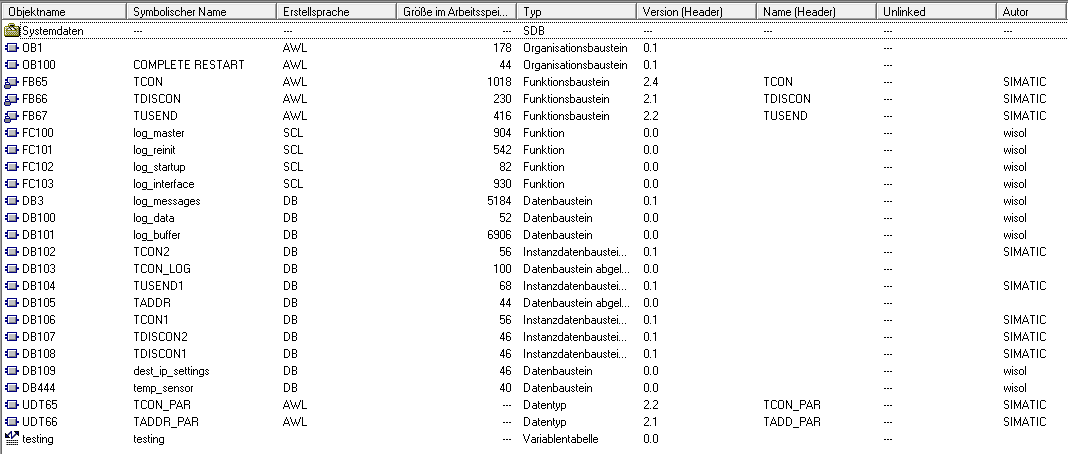 Objektname Symbolischer Name Erstellsprache Größe im Arbeitsspei... Typ Version (Header) Name (Header) Unlinked Autor
Systemdaten --- --- --- SDB --- --- --- ---
OB1 AWL 178 Organisationsbaustein 0.1 ---
OB100 COMPLETE RESTART AWL 44 Organisationsbaustein 0.1 ---
FB65 TCON AWL 1018 Funktionsbaustein 2.4 TCON --- SIMATIC
FB66 TDISCON AWL 230 Funktionsbaustein 2.1 TDISCON --- SIMATIC
FB67 TUSEND AWL 416 Funktionsbaustein 2.2 TUSEND --- SIMATIC
FC100 log_master SCL 904 Funktion 0.0 --- wisol
FC101 log_reinit SCL 542 Funktion 0.0 --- wisol
FC102 log_startup SCL 82 Funktion 0.0 --- wisol
FC103 log_interface SCL 930 Funktion 0.0 --- wisol
DB3 log_messages DB 5184 Datenbaustein 0.1 --- wisol
DB100 log_data DB 52 Datenbaustein 0.0 --- wisol
DB101 log_buffer DB 6906 Datenbaustein 0.0 --- wisol
DB102 TCON2 DB 56 Instanzdatenbaustei... 0.1 --- SIMATIC
DB103 TCON_LOG DB 100 Datenbaustein abgel... 0.0 ---
DB104 TUSEND1 DB 68 Instanzdatenbaustei... 0.1 --- SIMATIC
DB105 TADDR DB 44 Datenbaustein abgel... 0.0 ---
DB106 TCON1 DB 56 Instanzdatenbaustei... 0.1 --- SIMATIC
DB107 TDISCON2 DB 46 Instanzdatenbaustei... 0.1 --- SIMATIC
DB108 TDISCON1 DB 46 Instanzdatenbaustei... 0.1 --- SIMATIC
DB109 dest_ip_settings DB 46 Datenbaustein 0.0 --- wisol
DB444 temp_sensor DB 40 Datenbaustein 0.0 --- wisol
UDT65 TCON_PAR AWL --- Datentyp 2.2 TCON_PAR --- SIMATIC
UDT66 TADDR_PAR AWL --- Datentyp 2.1 TADD_PAR --- SIMATIC
testing testing --- Variablentabelle 0.0 ---